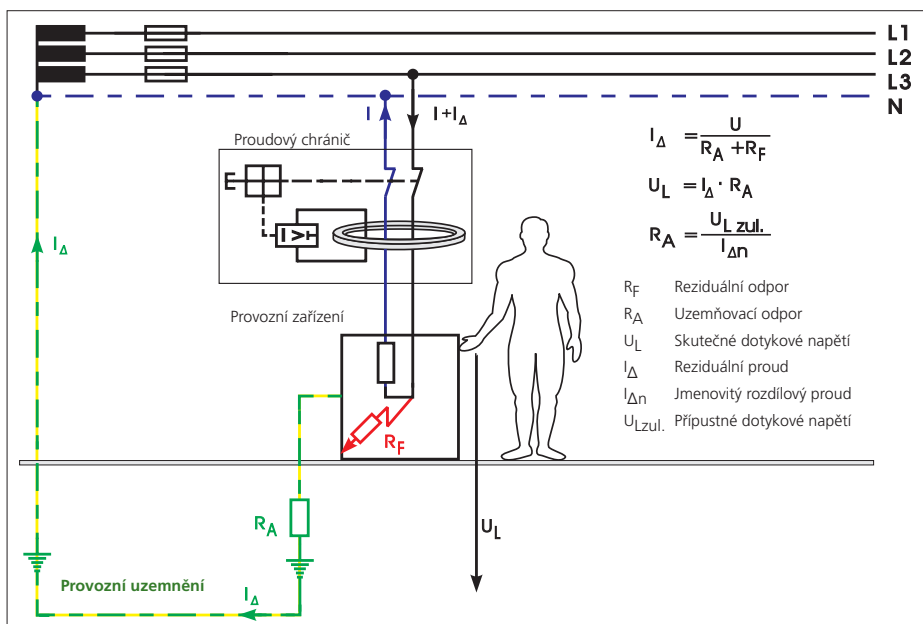 L1
L2
L3
N
I
I+IΔ
Proudový chránič
I>
IΔ = U / (RA + RF)
UL = IΔ · RA
RA = UL zul. / IΔn
IΔ
Provozní zařízení
RF Reziduální odpor
RA Uzemňovací odpor
UL Skutečné dotykové napětí
IΔ Reziduální proud
IΔn Jmenovitý rozdílový proud
ULzul. Přípustné dotykové napětí
RF
RA
UL
Provozní uzemnění
IΔ